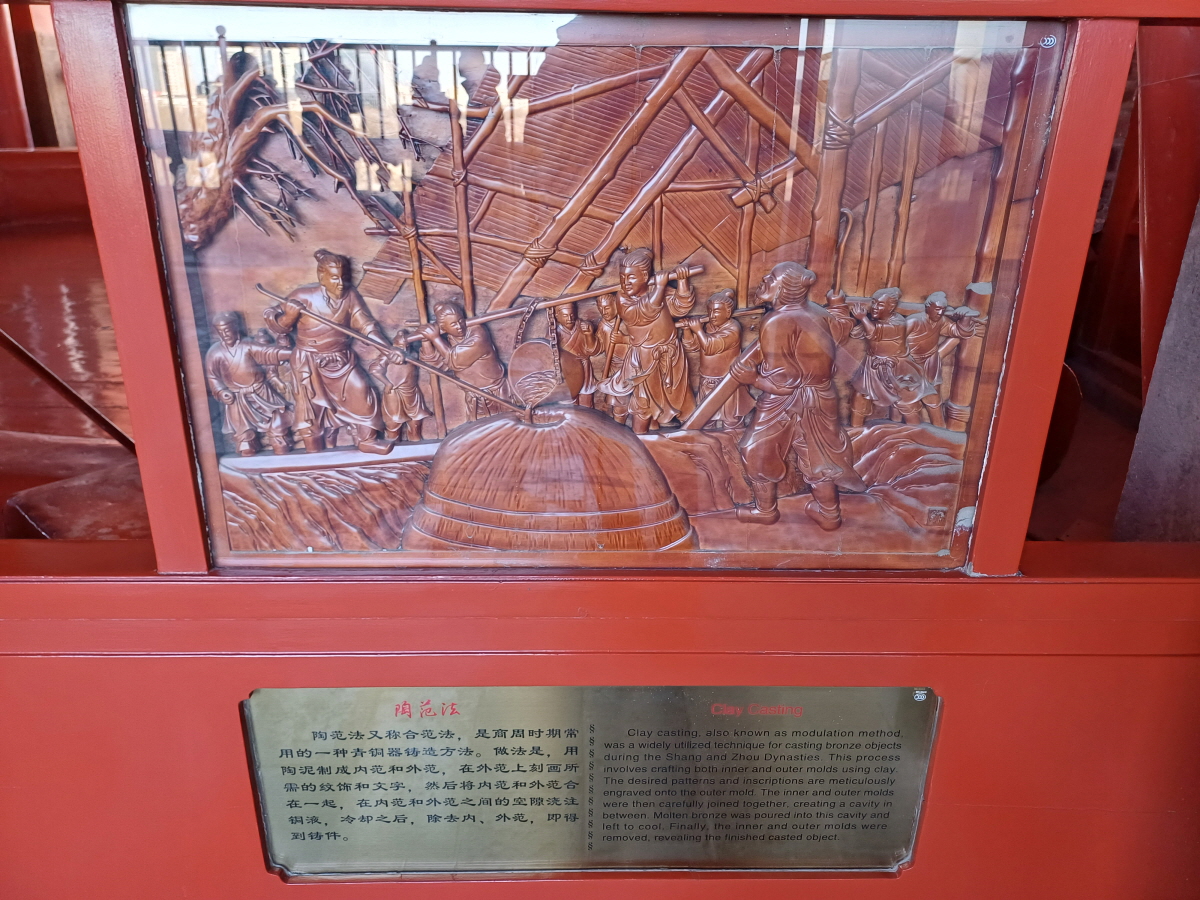 陶范法
陶范法又称合范法，是商周时期常
用的一种青铜器铸造方法。做法是，用
陶泥制成内范和外范，在外范上刻画所
需的纹饰和文字，然后将内范和外范合
在一起，在内范和外范之间的空隙浇注
铜液，冷却之后，除去内、外范，即得
到铸件。
Clay Casting
Clay casting, also known as modulation method,
was a widely utilized technique for casting bronze objects
during the Shang and Zhou Dynasties. This process
involves crafting both inner and outer molds using clay.
The desired patterns and inscriptions are meticulously
engraved onto the outer mold. The inner and outer molds
were then carefully joined together, creating a cavity in
between. Molten bronze was poured into this cavity and
left to cool. Finally, the inner and outer molds were
removed, revealing the finished casted object.